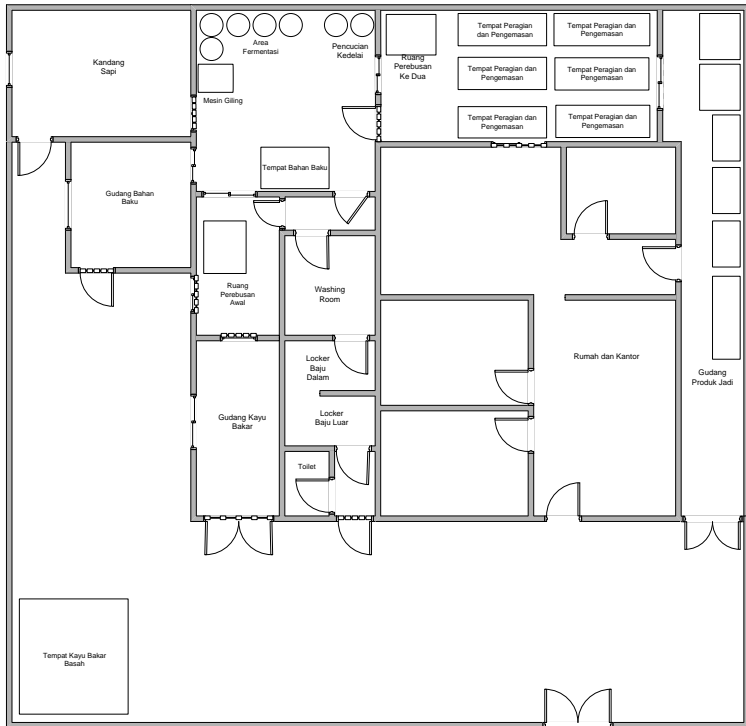 Kandang
Sapi
Area
Fermentasi
Pencucian
Kedelai
Mesin Giling
Tempat Bahan Baku
Ruang
Perebusan
Ke Dua
Tempat Peragian
dan Pengemasan
Tempat Peragian dan
Pengemasan
Tempat Peragian dan
Pengemasan
Tempat Peragian dan
Pengemasan
Tempat Peragian dan
Pengemasan
Tempat Peragian dan
Pengemasan
Gudang Bahan
Baku
Ruang
Perebusan
Awal
Washing
Room
Locker
Baju
Dalam
Locker
Baju Luar
Gudang Kayu
Bakar
Toilet
Rumah dan Kantor
Gudang
Produk Jadi
Tempat Kayu Bakar
Basah